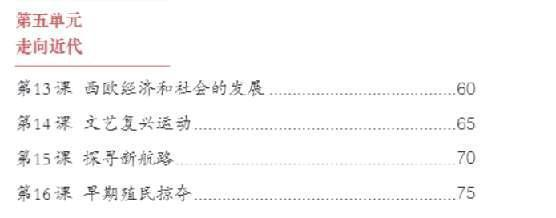 第五单元
走向近代
第13课 西欧经济和社会的发展 ........................................60
第14课 文艺复兴运动........................................................65
第15课 探寻新航路............................................................70
第16课 早期殖民掠夺........................................................75